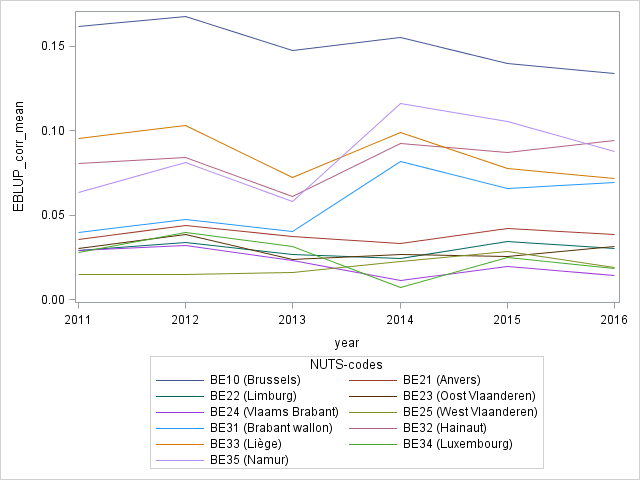 0.15
0.10
0.05
0.00
EBLUP_corr_mean
2011 2012 2013 2014 2015 2016
year
NUTS-codes
BE10 (Brussels) BE21 (Anvers)
BE22 (Limburg) BE23 (Oost Vlaanderen)
BE24 (Vlaams Brabant) BE25 (West Vlaanderen)
BE31 (Brabant wallon) BE32 (Hainaut)
BE33 (Liège) BE34 (Luxembourg)
BE35 (Namur)